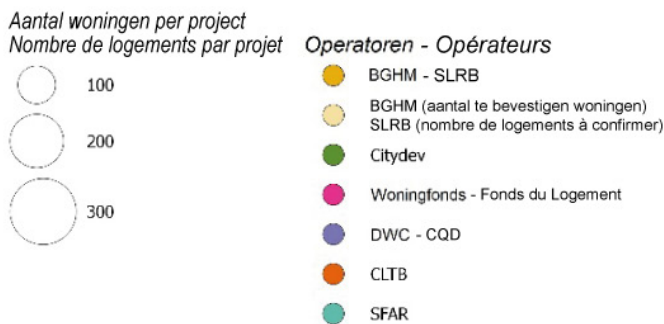 Aantal woningen per project
Nombre de logements par projet
100
200
300
Operatoren - Opérateurs
BGHM - SLRB
BGHM (aantal te bevestigen woningen)
SLRB (nombre de logements à confirmer)
Citydev
Woningfonds - Fonds du Logement
DWC - CQD
CLTB
SFAR